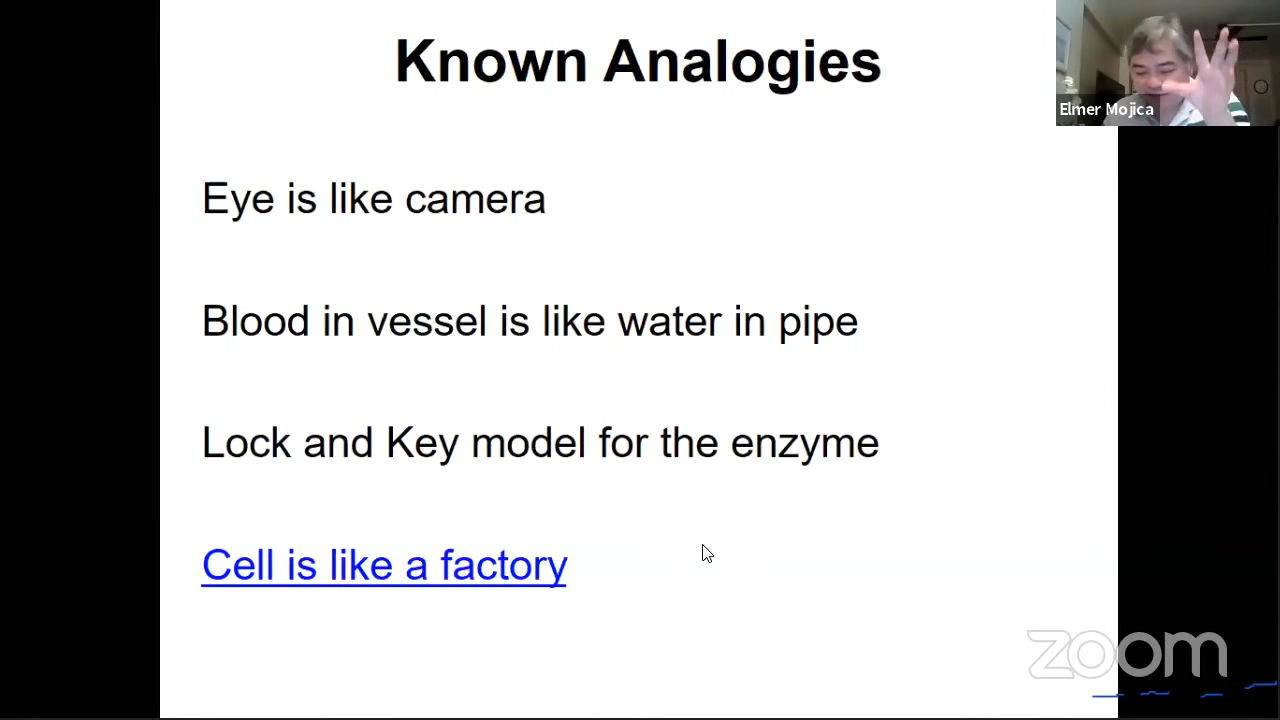 Known Analogies
Elmer Mojica
Eye is like camera
Blood in vessel is like water in pipe
Lock and Key model for the enzyme
Cell is like a factory
zoom